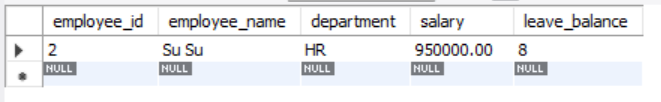 employee_id employee_name department salary leave_balance
2 Su Su HR 950000.00 8
NULL NULL NULL NULL NULL